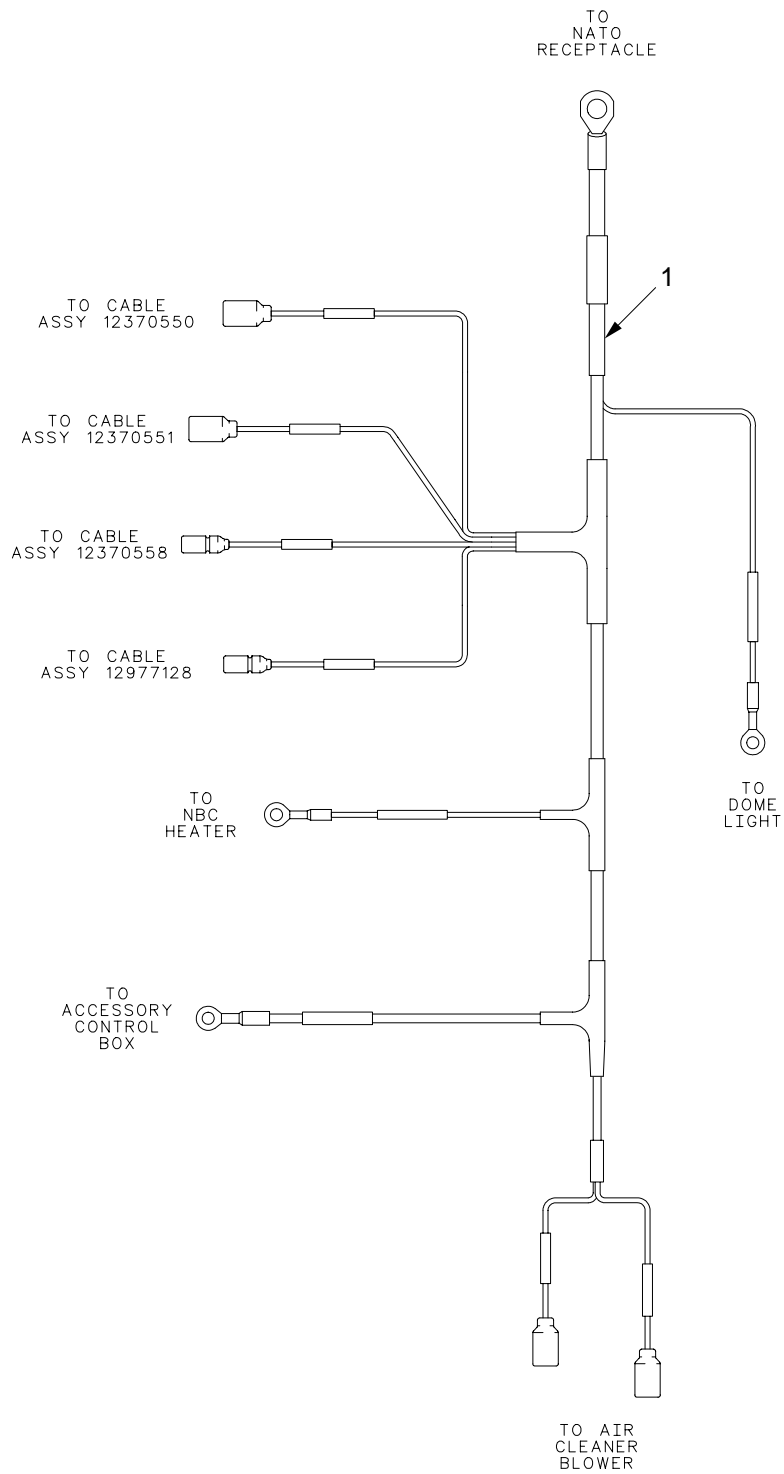 TO
NATO
RECEPTACLE
1
TO CABLE
ASSY 12370550
TO CABLE
ASSY 12370551
TO CABLE
ASSY 12370558
TO CABLE
ASSY 12977128
TO
NBC
HEATER
TO
DOME
LIGHT
TO
ACCESSORY
CONTROL
BOX
TO AIR
CLEANER
BLOWER